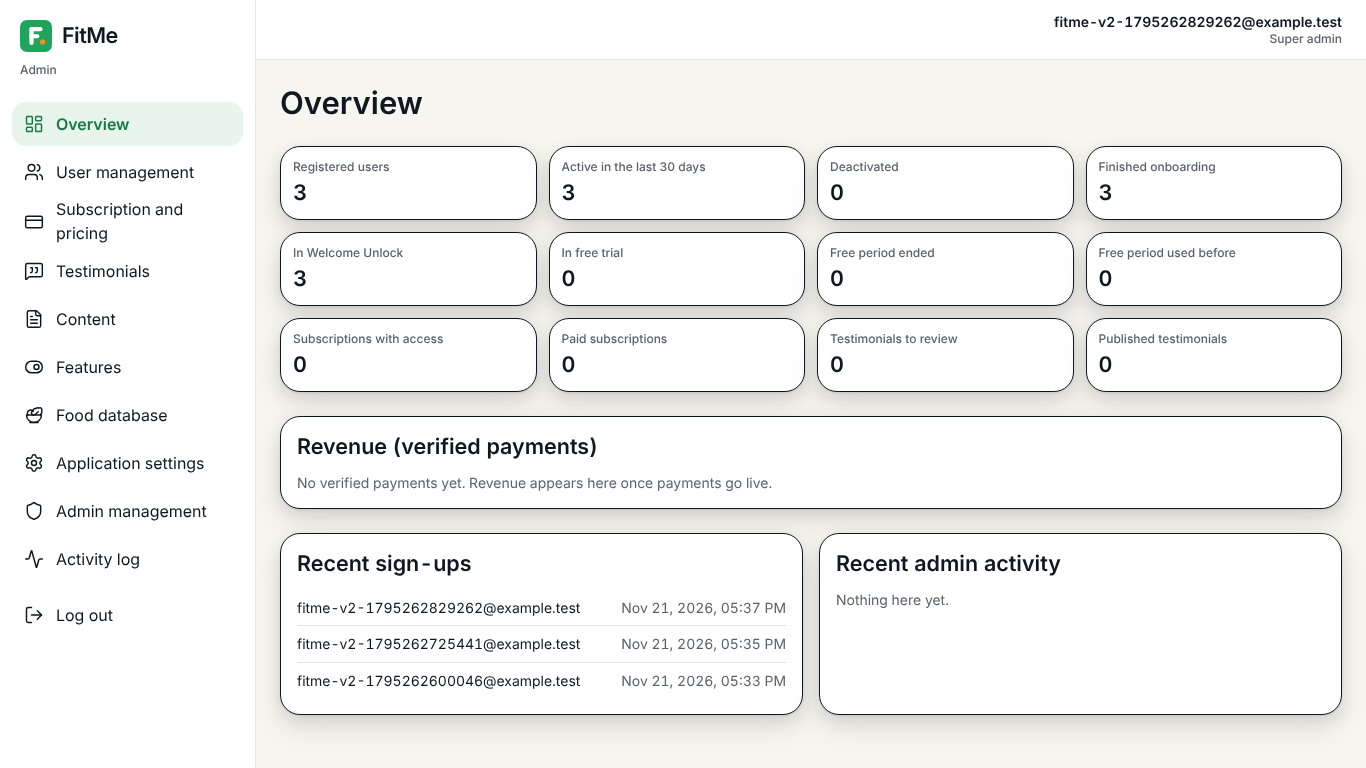 FitMe
Admin
Overview
User management
Subscription and
pricing
Testimonials
Content
Features
Food database
Application settings
Admin management
Activity log
Log out
fitme-v2-1795262829262@example.test
Super admin
Overview
Registered users
3
Active in the last 30 days
3
Deactivated
0
Finished onboarding
3
In Welcome Unlock
3
In free trial
0
Free period ended
0
Free period used before
0
Subscriptions with access
0
Paid subscriptions
0
Testimonials to review
0
Published testimonials
0
Revenue (verified payments)
No verified payments yet. Revenue appears here once payments go live.
Recent sign-ups
fitme-v2-1795262829262@example.test Nov 21, 2026, 05:37 PM
fitme-v2-1795262725441@example.test Nov 21, 2026, 05:35 PM
fitme-v2-1795262600046@example.test Nov 21, 2026, 05:33 PM
Recent admin activity
Nothing here yet.